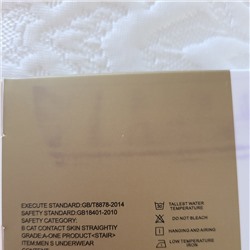 EXECUTE STANDARD:GB/T8878-2014
SAFETY STANDARD:GB18401-2010
SAFETY CATEGORY:
B CAT CONTACT SKIN STRAIGHTIY
GRADE:A-ONE PRODUCT<STAIR>
ITEM:MEN S UNDERWEAR
TALLEST WATER
TEMPERATURE
DO NOT BLEACH
HANGING AND AIRING
LOW TEMPERATURE
IRON